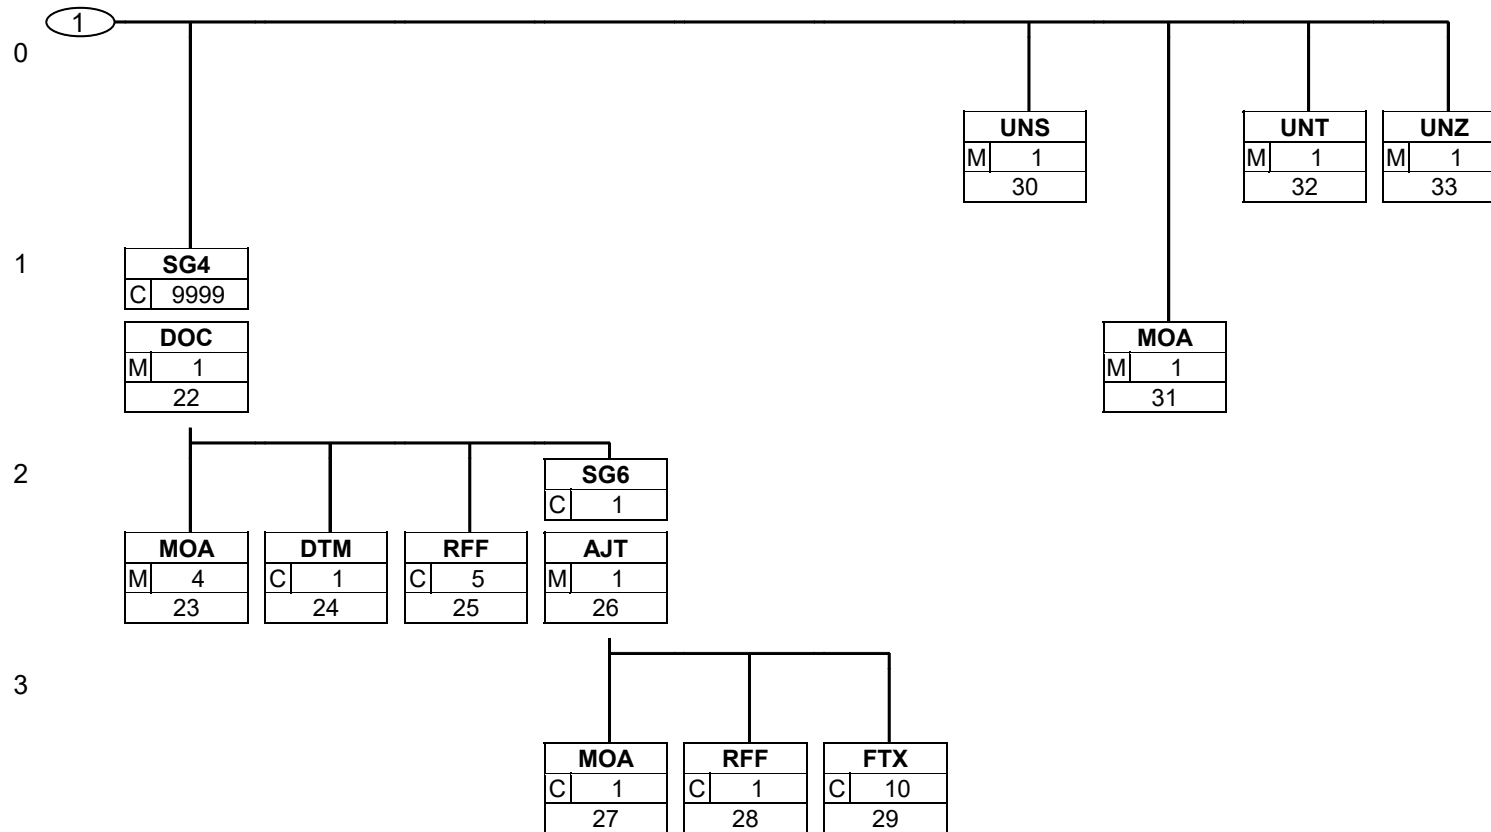 1
0
UNS UNT UNZ
M 1 M 1 M 1
30 32 33
1 SG4
C 9999
DOC MOA
M 1 M 1
22 31
2 SG6
C 1
MOA DTM RFF AJT
M 4 C 1 C 5 M 1
23 24 25 26
3
MOA RFF FTX
C 1 C 1 C 10
27 28 29